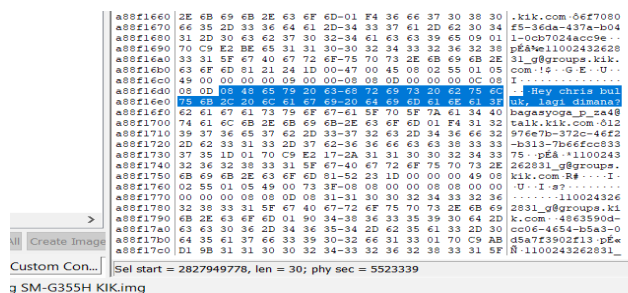 a88f1660 2E 6B 69 6B 2E 63 6F 6D-01 F4 36 66 37 30 38 30 .kik.com·ô6f7080
a88f1670 66 35 2D 33 36 64 61 2D-34 33 37 61 2D 62 30 34 f5-36da-437a-b04
a88f1680 31 2D 30 63 62 37 30 32-34 61 63 63 39 65 09 01 1-0cb7024acc9e··
a88f1690 70 C9 E2 BE 65 31 31 30-30 32 34 33 32 36 32 38 pÉâ¾e11002432628
a88f16a0 33 31 5F 67 40 67 72 6F-75 70 73 2E 6B 69 6B 2E 31_g@groups.kik.
a88f16b0 63 6F 6D 81 21 24 1D 00-47 00 45 08 02 55 01 05 com·!$··G·E··U··
a88f16c0 49 00 00 00 00 09 00 00-08 08 0D 00 00 00 0C 08 I···············
a88f16d0 08 0D 08 48 65 79 20 63-68 72 69 73 20 62 75 6C ···Hey chris bul
a88f16e0 75 6B 2C 20 6C 61 67 69-20 64 69 6D 61 6E 61 3F uk, lagi dimana?
a88f16f0 62 61 67 61 73 79 6F 67-61 5F 70 5F 7A 61 34 40 bagasyoga_p_za4@
a88f1700 74 61 6C 6B 2E 6B 69 6B-2E 63 6F 6D 01 F4 31 32 talk.kik.com·ô12
a88f1710 39 37 36 65 37 62 2D 33-37 32 63 2D 34 36 66 32 976e7b-372c-46f2
a88f1720 2D 62 33 31 33 2D 37 62-36 36 66 63 63 38 33 33 -b313-7b66fcc833
a88f1730 37 35 1D 01 70 C9 E2 17-2A 31 31 30 30 32 34 33 75··pÉâ·*1100243
a88f1740 32 36 32 38 33 31 5F 67-40 67 72 6F 75 70 73 2E 262831_g@groups.
a88f1750 6B 69 6B 2E 63 6F 6D 81-52 23 1D 00 00 00 49 08 kik.com·R#····I·
a88f1760 02 55 01 05 49 00 73 3F-08 08 00 00 08 08 00 00 ·U··I·s?········
a88f1770 00 00 00 08 08 0D 08 31-31 30 30 32 34 33 32 36 ·······110024326
a88f1780 32 38 33 31 5F 67 40 67-72 6F 75 70 73 2E 6B 69 2831_g@groups.ki
a88f1790 6B 2E 63 6F 6D 01 90 34-38 36 33 35 39 30 64 2D k.com··4863590d-
a88f17a0 63 63 30 36 2D 34 36 35-34 2D 62 35 61 33 2D 30 cc06-4654-b5a3-0
a88f17b0 64 35 61 37 66 33 39 30-32 66 31 33 01 70 C9 AB d5a7f3902f13·pÉ«
a88f17c0 D1 9B 31 31 30 30 32 34-33 32 36 32 38 33 31 5F Ñ·1100243262831_
>
All Create Image
Custom Con...
Sel start = 2827949778, len = 30; phy sec = 5523339
g SM-G355H KIK.img